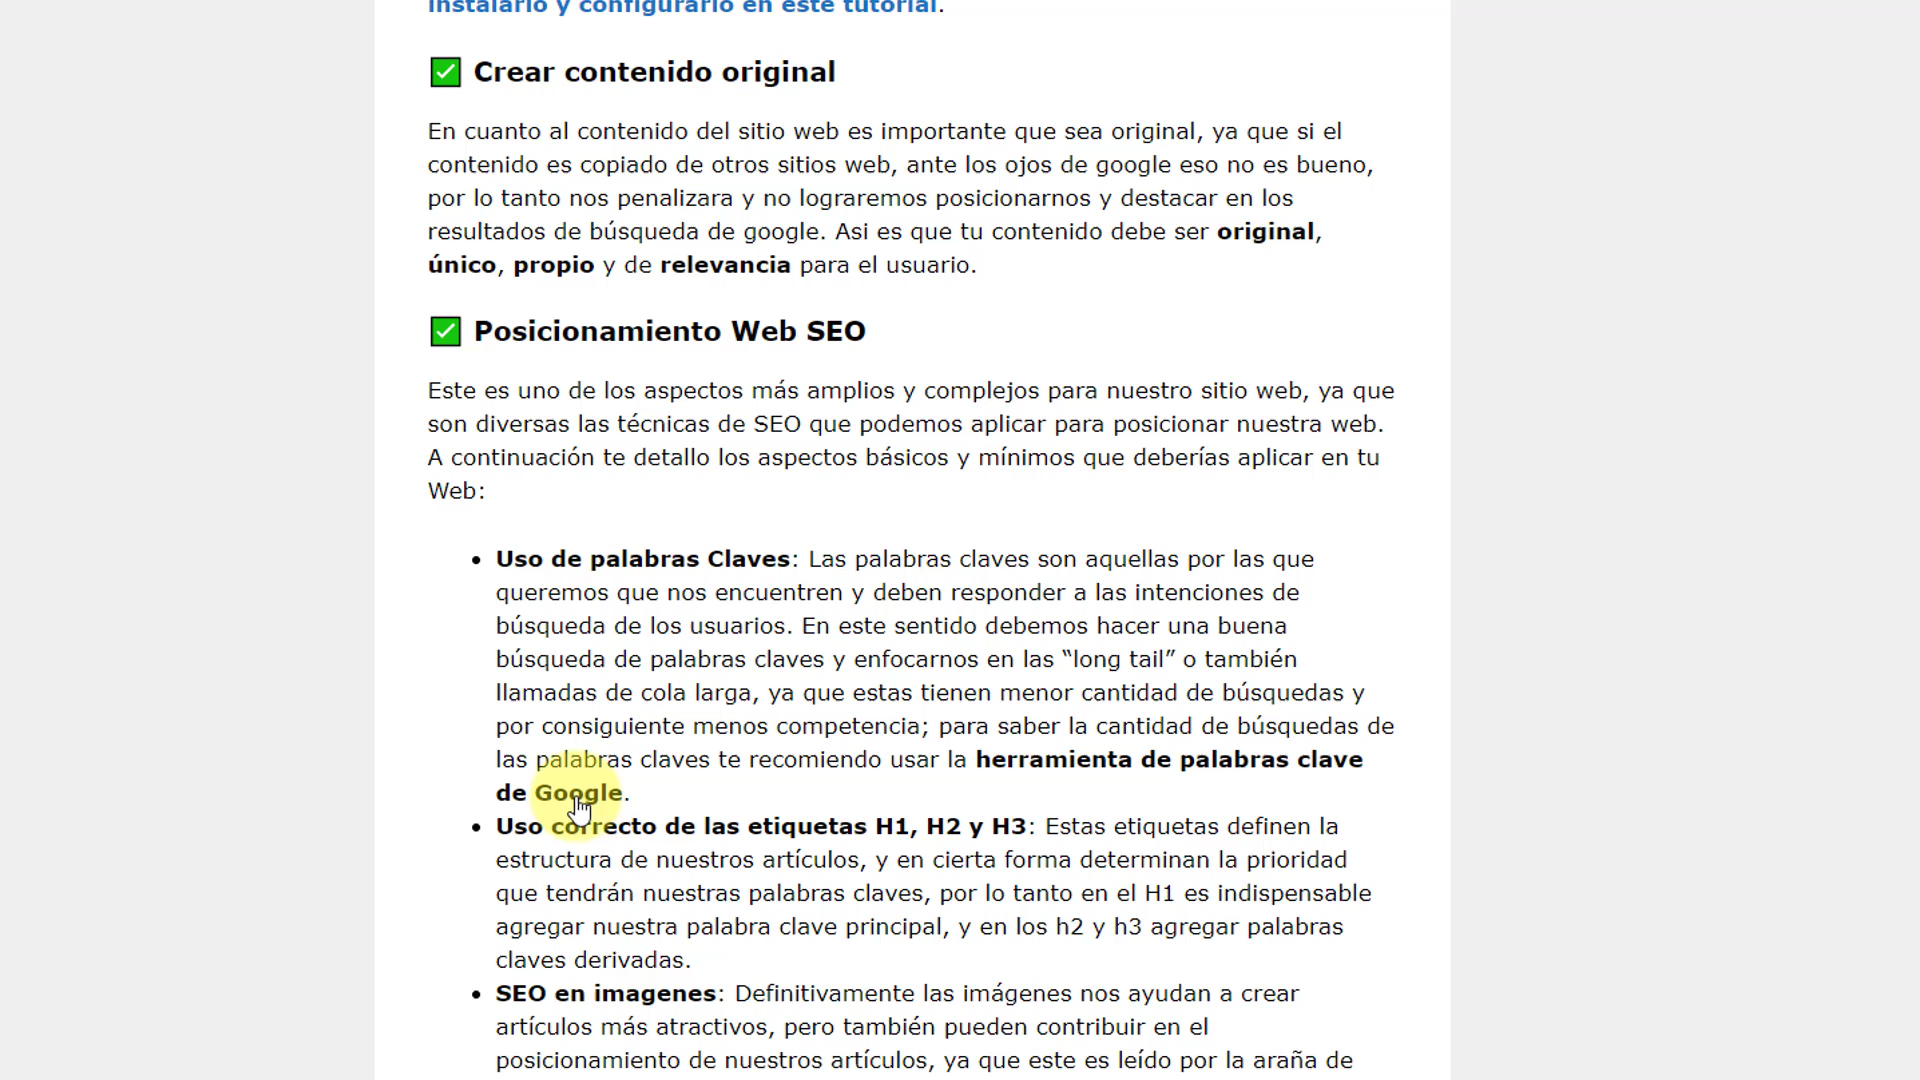 instalarlo y configurarlo en este tutorial.
Crear contenido original
En cuanto al contenido del sitio web es importante que sea original, ya que si el
contenido es copiado de otros sitios web, ante los ojos de google eso no es bueno,
por lo tanto nos penalizara y no lograremos posicionarnos y destacar en los
resultados de búsqueda de google. Asi es que tu contenido debe ser original,
único, propio y de relevancia para el usuario.
Posicionamiento Web SEO
Este es uno de los aspectos más amplios y complejos para nuestro sitio web, ya que
son diversas las técnicas de SEO que podemos aplicar para posicionar nuestra web.
A continuación te detallo los aspectos básicos y mínimos que deberías aplicar en tu
Web:
• Uso de palabras Claves: Las palabras claves son aquellas por las que
queremos que nos encuentren y deben responder a las intenciones de
búsqueda de los usuarios. En este sentido debemos hacer una buena
búsqueda de palabras claves y enfocarnos en las “long tail” o también
llamadas de cola larga, ya que estas tienen menor cantidad de búsquedas y
por consiguiente menos competencia; para saber la cantidad de búsquedas de
las palabras claves te recomiendo usar la herramienta de palabras clave
de Google.
• Uso correcto de las etiquetas H1, H2 y H3: Estas etiquetas definen la
estructura de nuestros artículos, y en cierta forma determinan la prioridad
que tendrán nuestras palabras claves, por lo tanto en el H1 es indispensable
agregar nuestra palabra clave principal, y en los h2 y h3 agregar palabras
claves derivadas.
• SEO en imagenes: Definitivamente las imágenes nos ayudan a crear
artículos más atractivos, pero también pueden contribuir en el
posicionamiento de nuestros artículos, ya que este es leído por la araña de